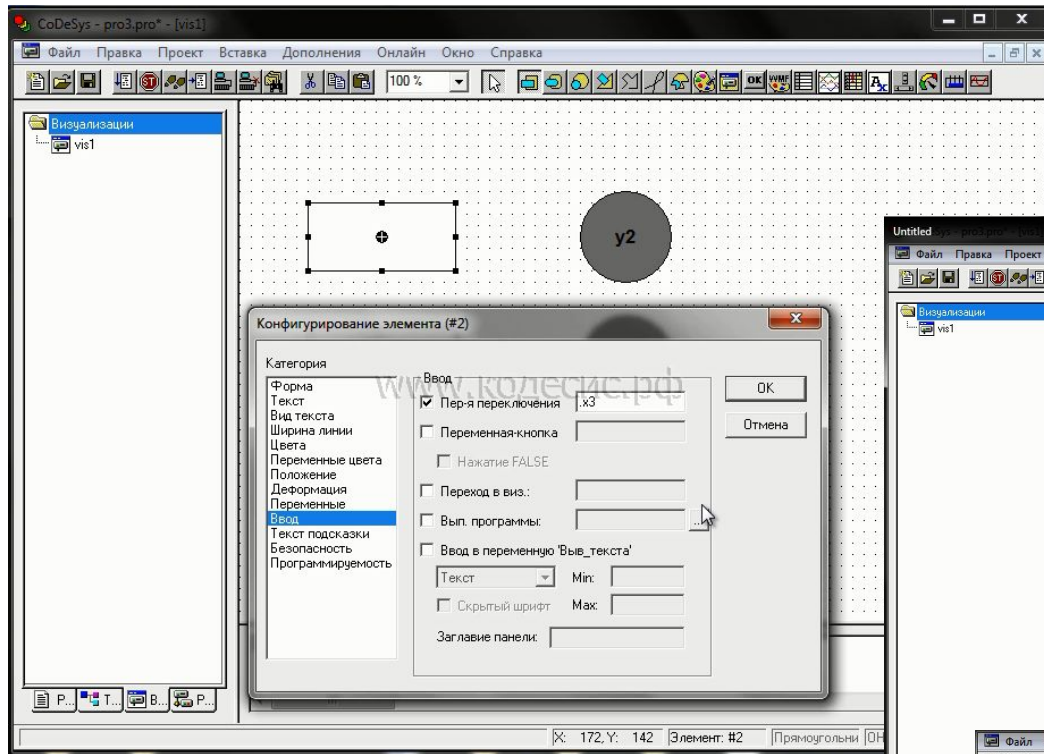 CoDeSys - pro3.pro* - [vis1]
Файл Правка Проект Вставка Дополнения Онлайн Окно Справка
100 %
Визуализации
vis1
y2
Untitled
Файл Правка Проект
Визуализации
vis1
Конфигурирование элемента (#2)
www.кодесис.рф
Категория
Форма
Текст
Вид текста
Ширина линии
Цвета
Переменные цвета
Положение
Деформация
Переменные
Ввод
Текст подсказки
Безопасность
Программируемость
Ввод
Пер-я переключения .x3
Переменная-кнопка
Нажатие FALSE
Переход в виз.:
Вып. программы: ...
Ввод в переменную 'Выв_текста'
Текст Min:
Скрытый шрифт Max:
Заглавие панели:
OK
Отмена
P... T... В... P...
X: 172, Y: 142 Элемент: #2 Прямоугольни ОН
Файл